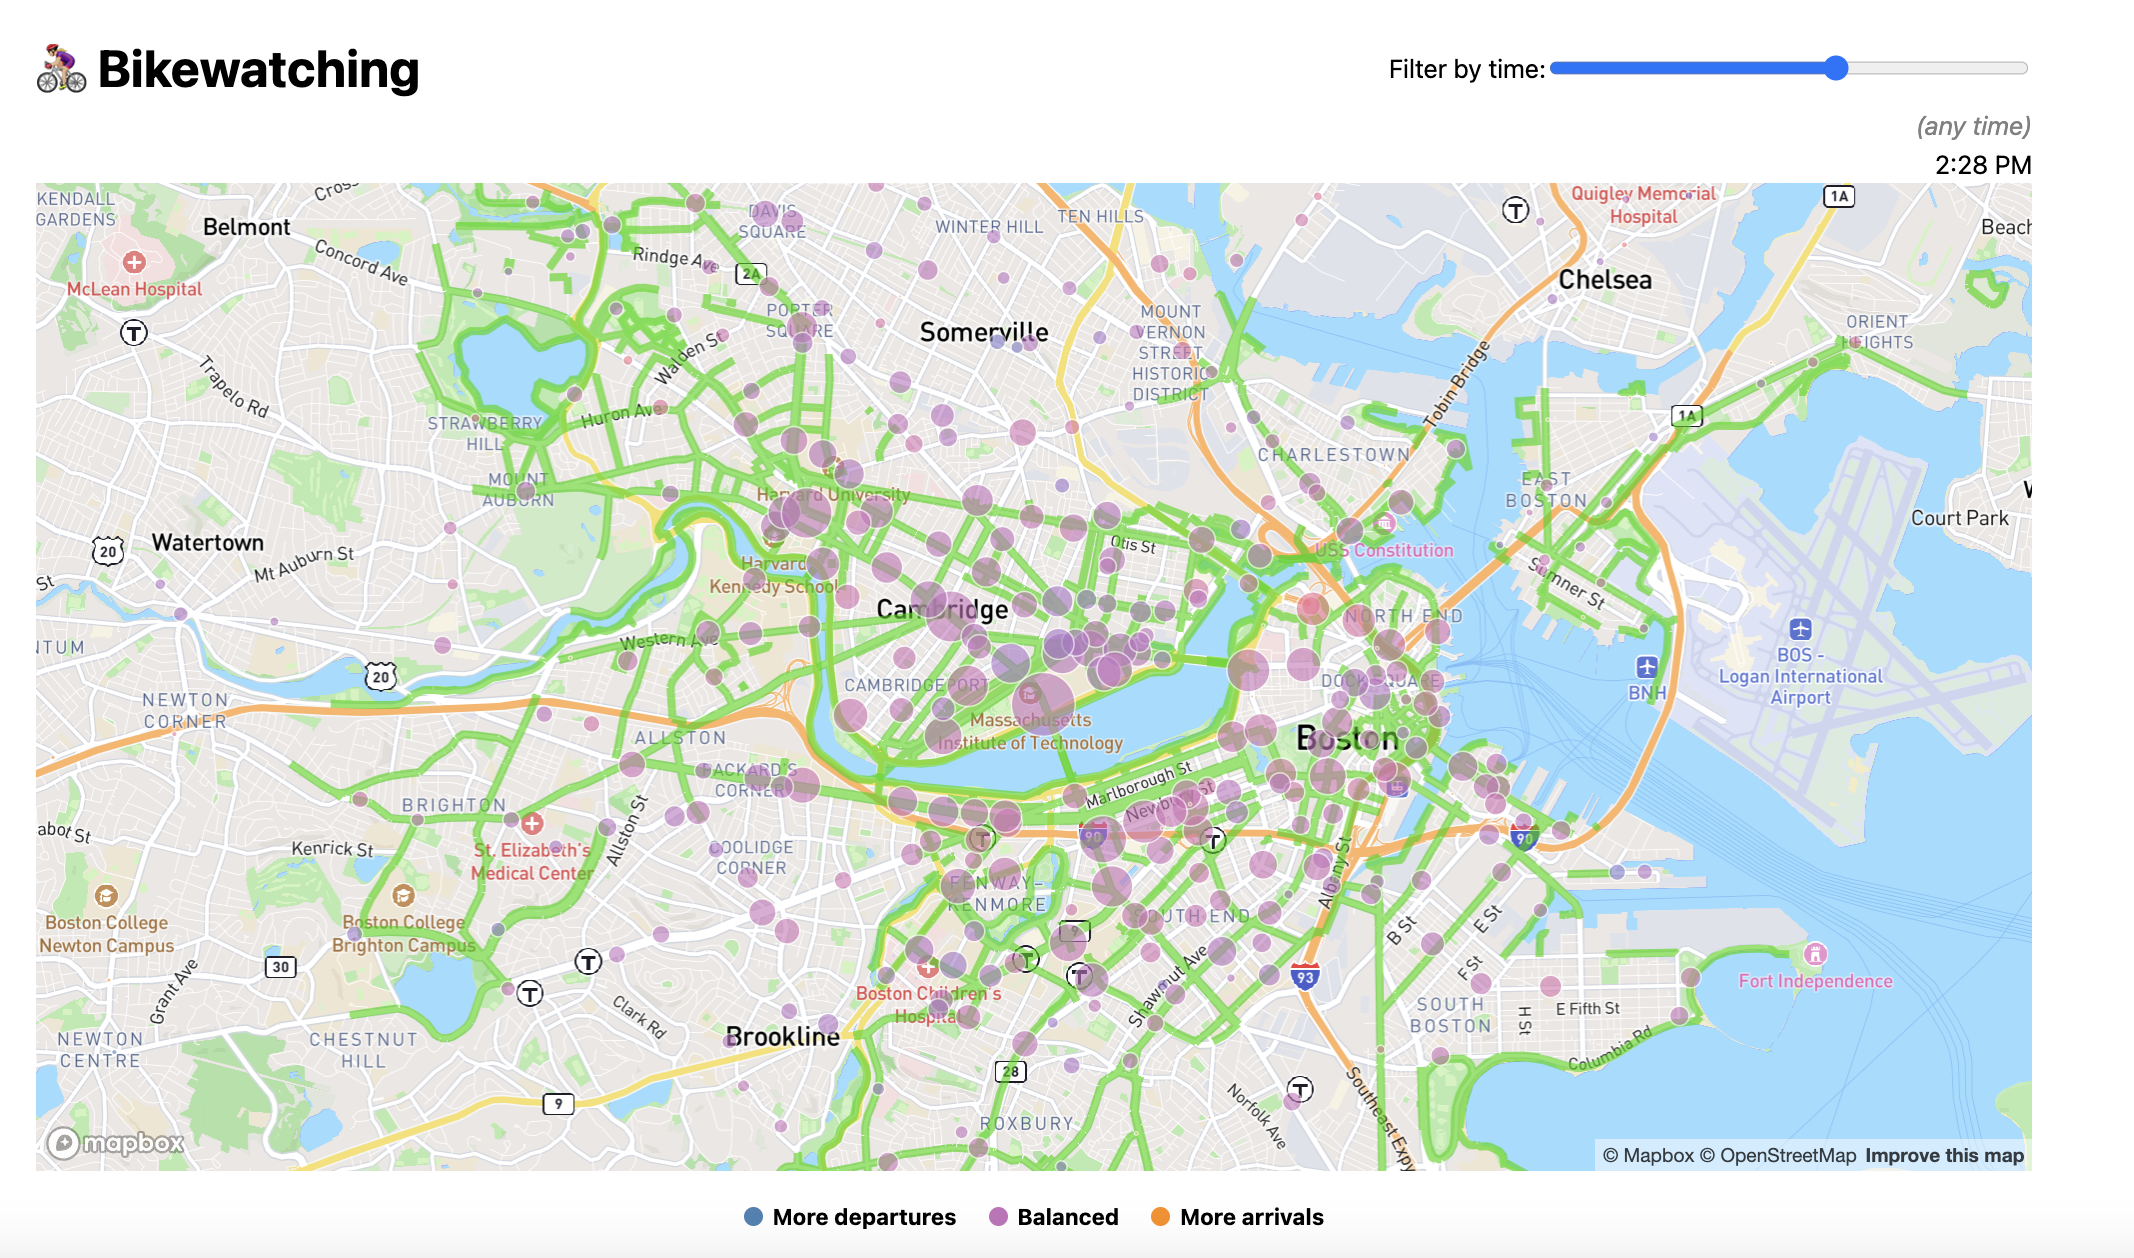 Bikewatching
Filter by time:
(any time)
2:28 PM
KENDALL
GARDENS
Belmont
Cross
Concord Ave
McLean Hospital
Trapelo Rd
Rindge Ave
2A
DAVIS
SQUARE
WINTER HILL
TEN HILLS
Quigley Memorial
Hospital
1A
Beach
Chelsea
PORTER
SQUARE
Somerville
MOUNT
VERNON
STREET
HISTORIC
DISTRICT
ORIENT
HEIGHTS
Walden St
Tobin Bridge
Huron Ave
STRAWBERRY
HILL
1A
CHARLESTOWN
MOUNT
AUBURN
EAST
BOSTON
Harvard University
Court Park
20
Watertown
Mt Auburn St
St
Otis St
USS Constitution
Harvard
Kennedy School
Sumner St
Cambridge
NORTH END
Western Ave
NTUM
20
BOS -
Logan International
Airport
BNH
NEWTON
CORNER
CAMBRIDGEPORT
DOCK SQUARE
Massachusetts
Institute of Technology
ALLSTON
Boston
PACKARD'S
CORNER
Marlborough St
BRIGHTON
90
90
Kenrick St
Allston St
St. Elizabeth's
Medical Center
COOLIDGE
CORNER
Albany St
FENWAY-
KENMORE
Boston College
Newton Campus
Boston College
Brighton Campus
SOUTH END
9
B St
E St
30
F St
93
Shawmut Ave
Fort Independence
Grant Ave
Boston Children's
Hospital
Clark Rd
SOUTH
BOSTON
H St
E Fifth St
Brookline
NEWTON
CENTRE
CHESTNUT
HILL
Columbia Rd
28
9
ROXBURY
Norfolk Ave
Southeast Expy
mapbox
© Mapbox © OpenStreetMap Improve this map
More departures
Balanced
More arrivals